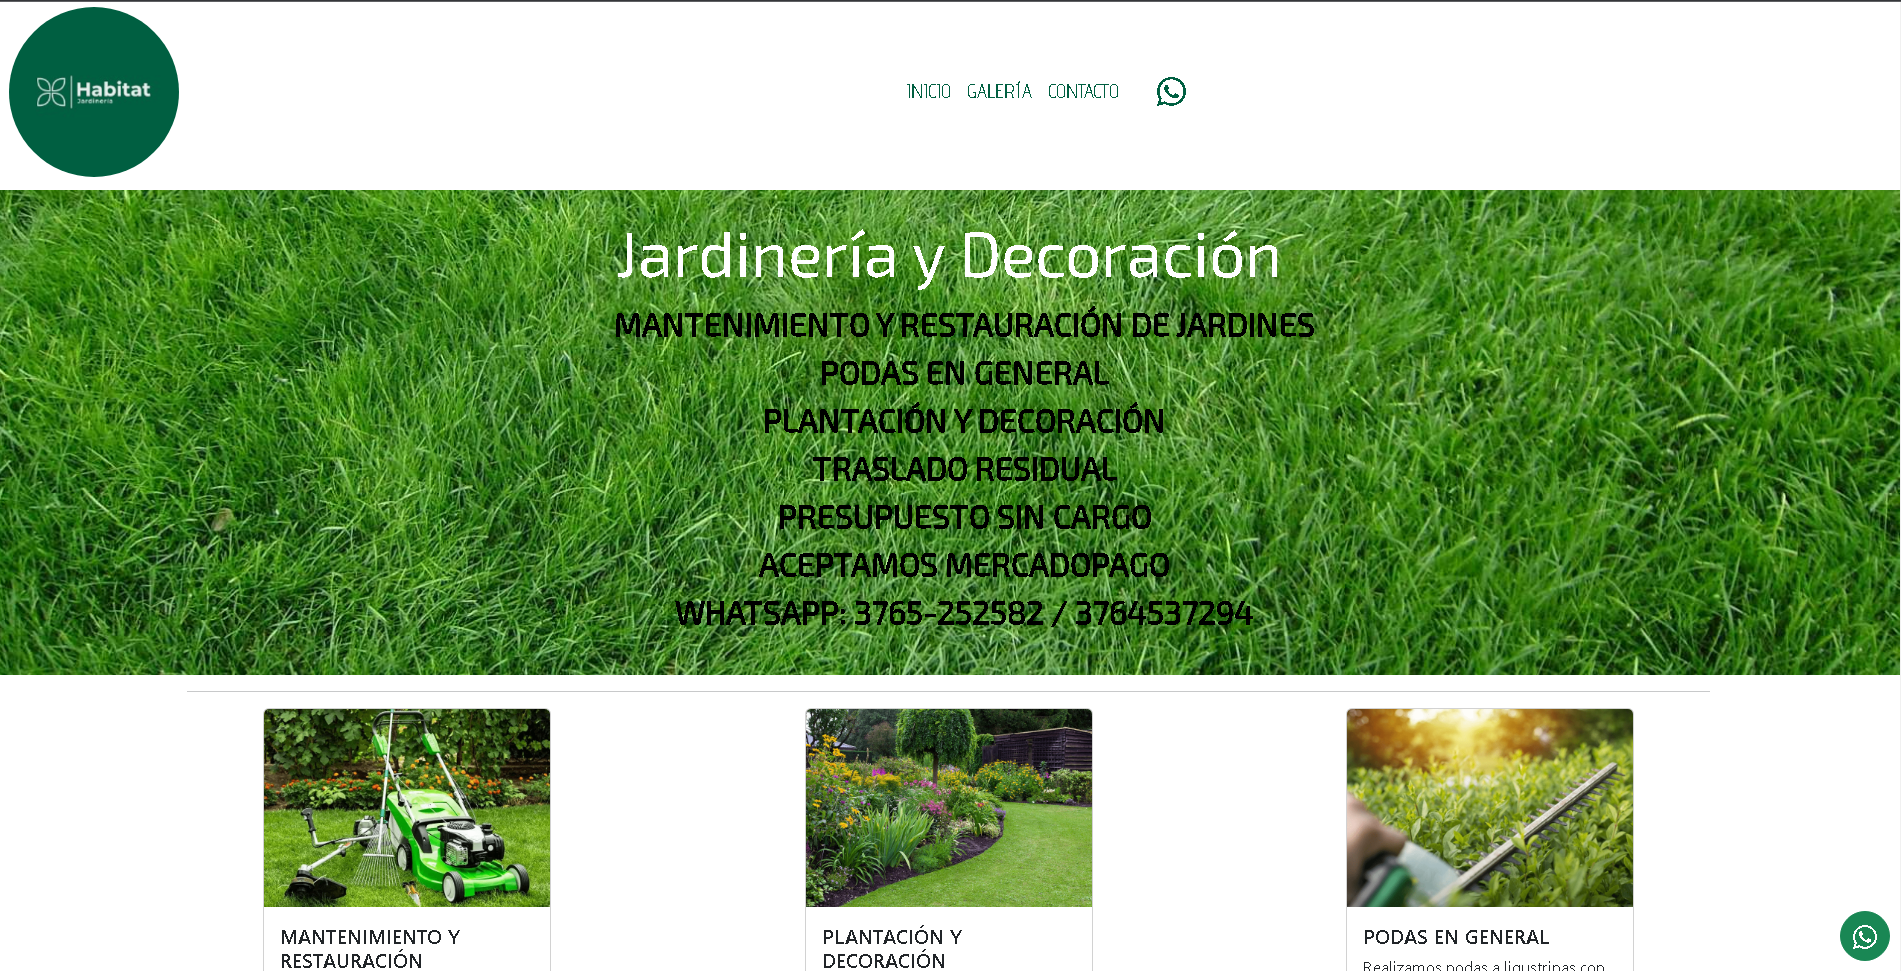 Habitat
Jardinería
INICIO GALERÍA CONTACTO
Jardinería y Decoración
MANTENIMIENTO Y RESTAURACIÓN DE JARDINES
PODAS EN GENERAL
PLANTACIÓN Y DECORACIÓN
TRASLADO RESIDUAL
PRESUPUESTO SIN CARGO
ACEPTAMOS MERCADOPAGO
WHATSAPP: 3765-252582 / 3764537294
MANTENIMIENTO Y
RESTAURACIÓN
PLANTACIÓN Y
DECORACIÓN
PODAS EN GENERAL
Realizamos podas a ligustrinas con